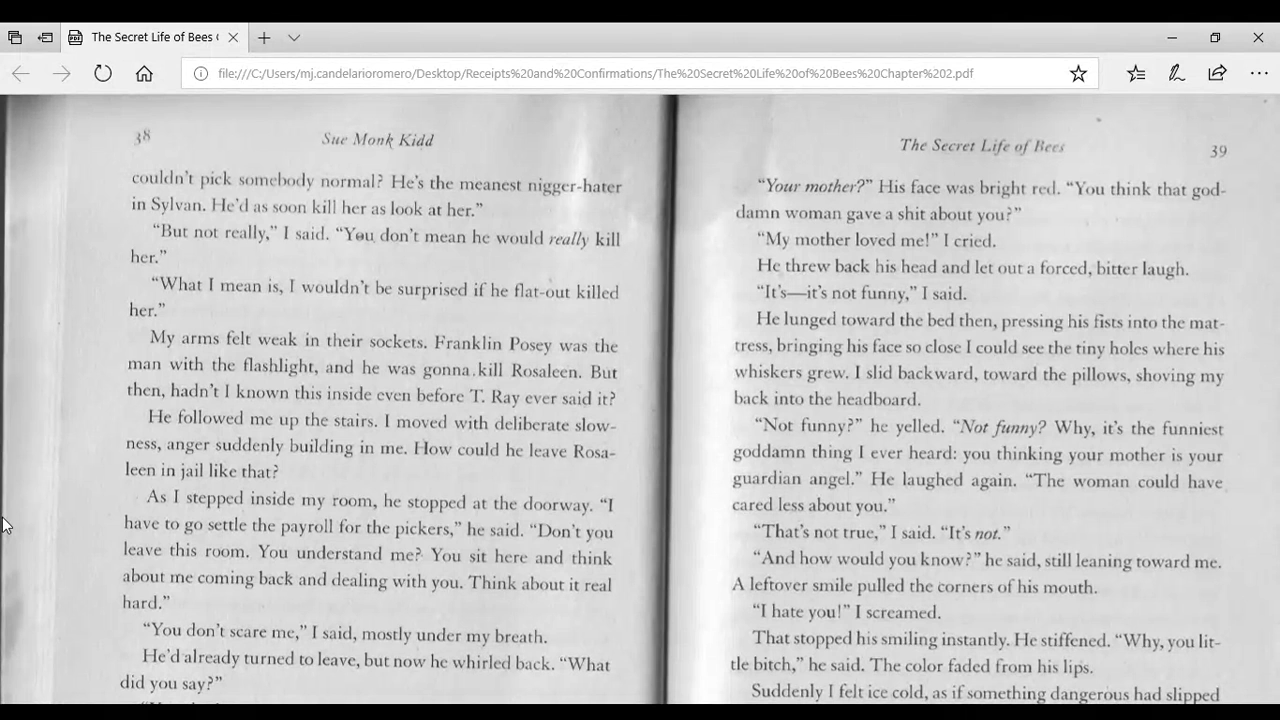 The Secret Life of Bees (
file:///C:/Users/mj.candelarioromero/Desktop/Receipts%20and%20Confirmations/The%20Secret%20Life%20of%20Bees%20Chapter%202.pdf
38
Sue Monk Kidd
couldn't pick somebody normal? He's the meanest nigger-hater
in Sylvan. He'd as soon kill her as look at her."
"But not really," I said. "You don't mean he would really kill
her."
"What I mean is, I wouldn't be surprised if he flat-out killed
her."
My arms felt weak in their sockets. Franklin Posey was the
man with the flashlight, and he was gonna kill Rosaleen. But
then, hadn't I known this inside even before T. Ray ever said it?
He followed me up the stairs. I moved with deliberate slow-
ness, anger suddenly building in me. How could he leave Rosa-
leen in jail like that?
As I stepped inside my room, he stopped at the doorway. "I
have to go settle the payroll for the pickers," he said. "Don't you
leave this room. You understand me? You sit here and think
about me coming back and dealing with you. Think about it real
hard."
"You don't scare me," I said, mostly under my breath.
He'd already turned to leave, but now he whirled back. "What
did you say?"
The Secret Life of Bees
39
"Your mother?" His face was bright red. "You think that god-
damn woman gave a shit about you?"
"My mother loved me!" I cried.
He threw back his head and let out a forced, bitter laugh.
"It's—it's not funny," I said.
He lunged toward the bed then, pressing his fists into the mat-
tress, bringing his face so close I could see the tiny holes where his
whiskers grew. I slid backward, toward the pillows, shoving my
back into the headboard.
"Not funny?" he yelled. "Not funny? Why, it's the funniest
goddamn thing I ever heard: you thinking your mother is your
guardian angel." He laughed again. "The woman could have
cared less about you."
"That's not true," I said. "It's not."
"And how would you know?" he said, still leaning toward me.
A leftover smile pulled the corners of his mouth.
"I hate you!" I screamed.
That stopped his smiling instantly. He stiffened. "Why, you lit-
tle bitch," he said. The color faded from his lips.
Suddenly I felt ice cold, as if something dangerous had slipped